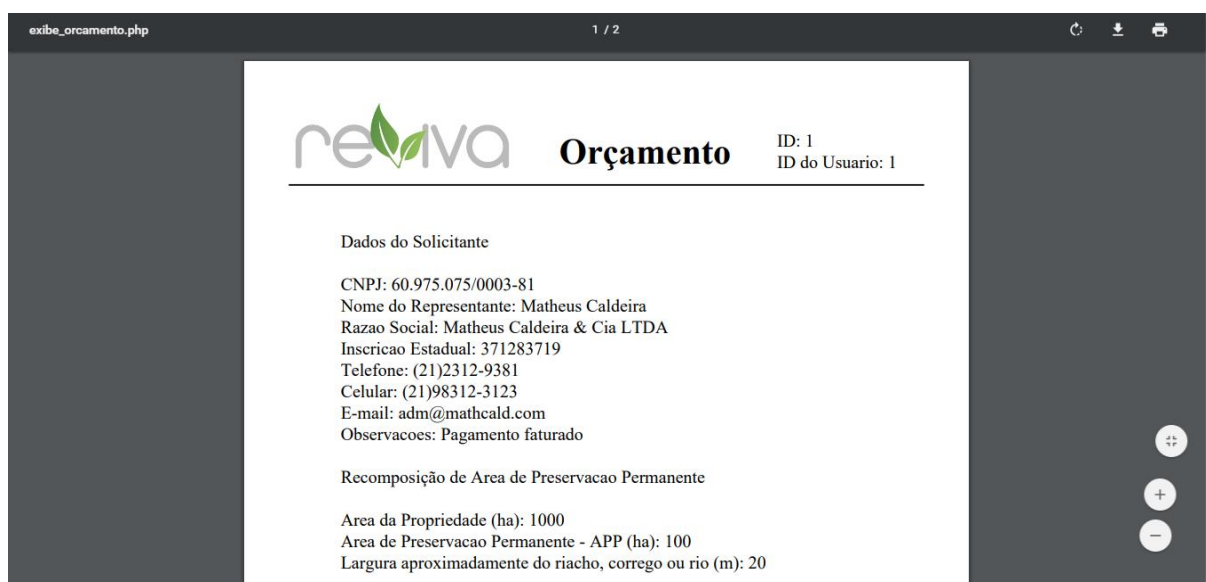 exibe_orcamento.php
1 / 2
reviva
Orçamento
ID: 1
ID do Usuario: 1
Dados do Solicitante
CNPJ: 60.975.075/0003-81
Nome do Representante: Matheus Caldeira
Razao Social: Matheus Caldeira & Cia LTDA
Inscricao Estadual: 371283719
Telefone: (21)2312-9381
Celular: (21)98312-3123
E-mail: adm@mathcald.com
Observacoes: Pagamento faturado
Recomposição de Area de Preservacao Permanente
Area da Propriedade (ha): 1000
Area de Preservacao Permanente - APP (ha): 100
Largura aproximadamente do riacho, corrego ou rio (m): 20